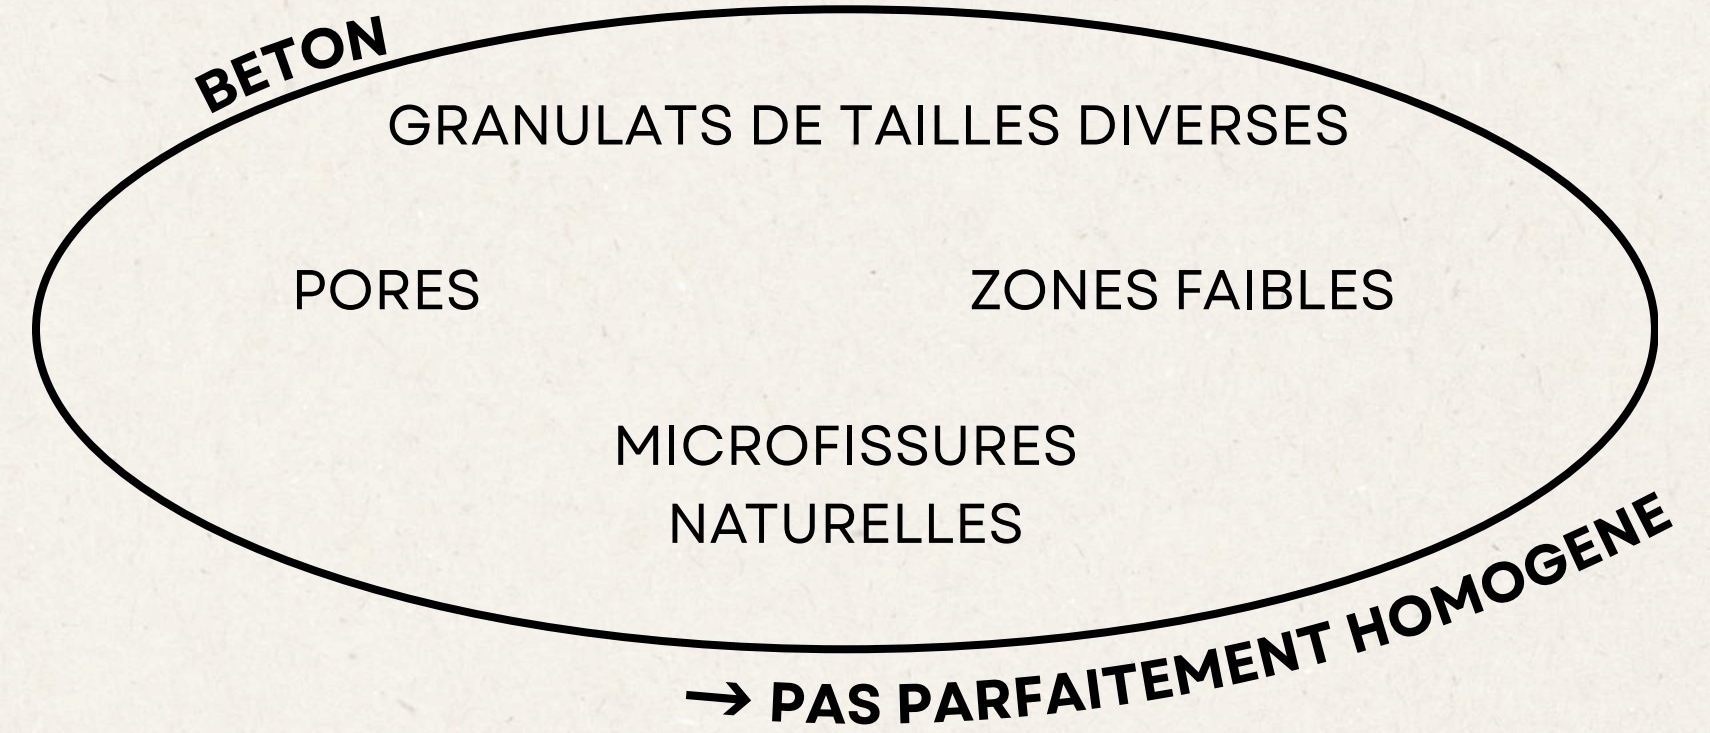 BETON
GRANULATS DE TAILLES DIVERSES
PORES
ZONES FAIBLES
MICROFISSURES
NATURELLES
→ PAS PARFAITEMENT HOMOGENE